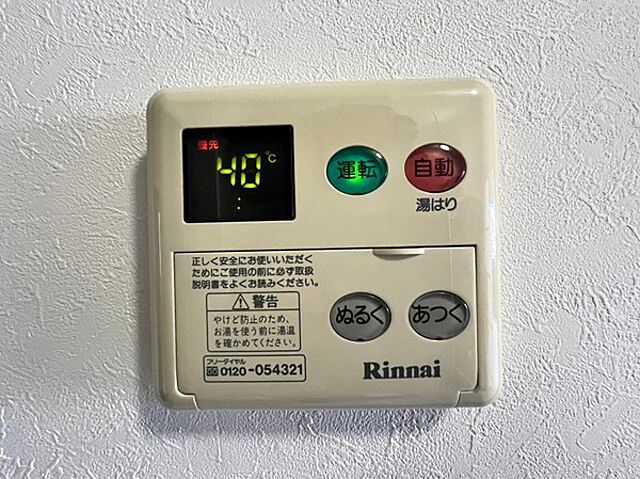 優先
40℃
運転
自動
湯はり
正しく安全にお使いいただく
ためにご使用の前に必ず取扱
説明書をよくお読みください。
警告
やけど防止のため、
お湯を使う前に湯温
を確かめてください。
フリーダイヤル
0120-054321
ぬるく
あつく
Rinnai